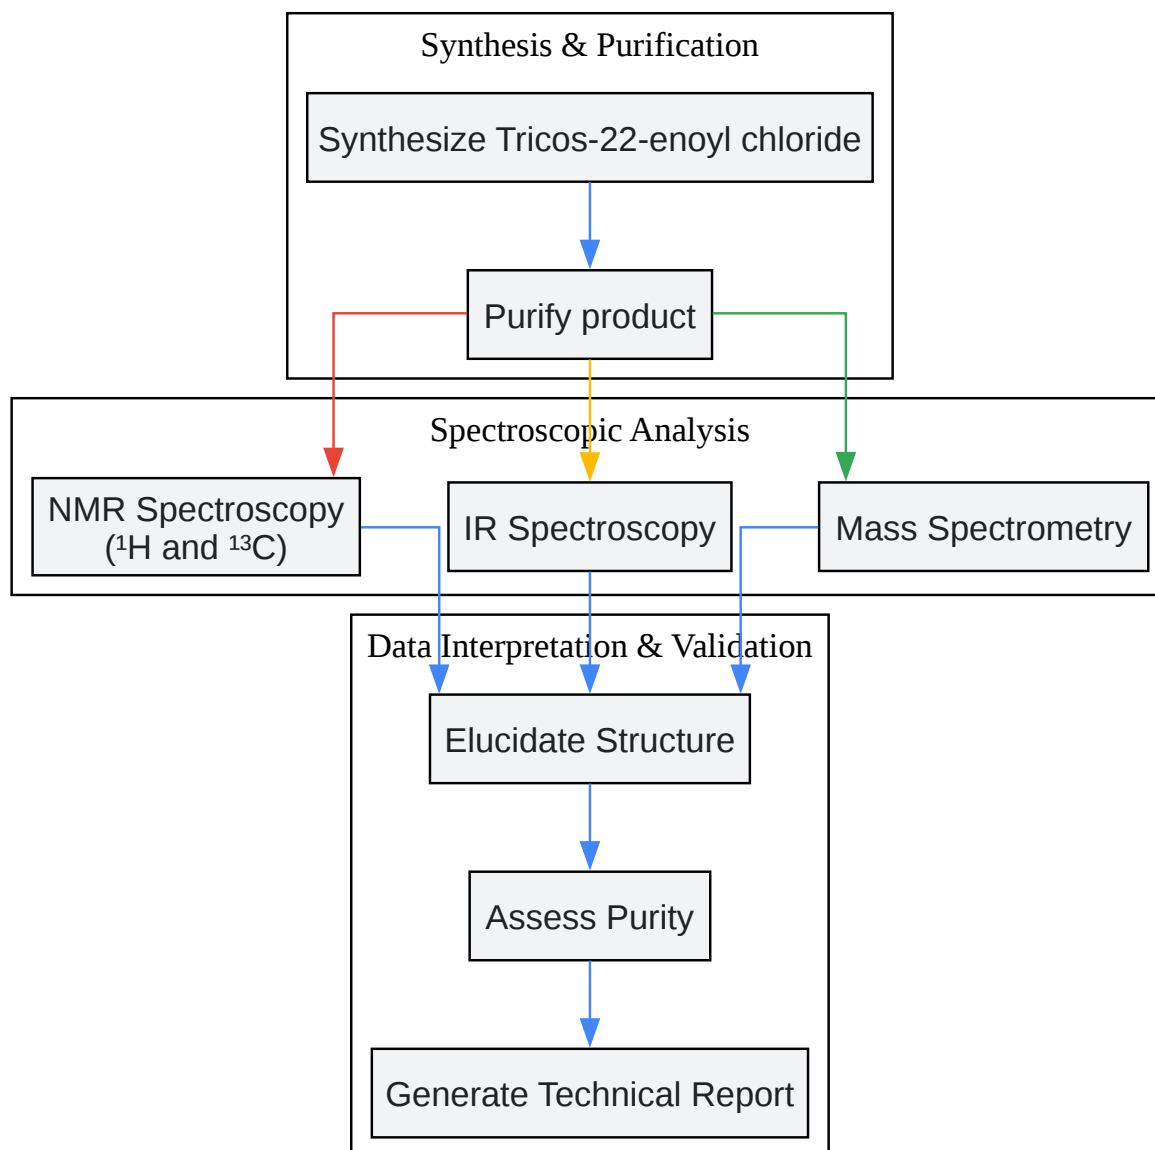 Synthesis & Purification
Synthesize Tricos-22-enoyl chloride
Purify product
Spectroscopic Analysis
NMR Spectroscopy
(¹H and ¹³C)
IR Spectroscopy
Mass Spectrometry
Data Interpretation & Validation
Elucidate Structure
Assess Purity
Generate Technical Report